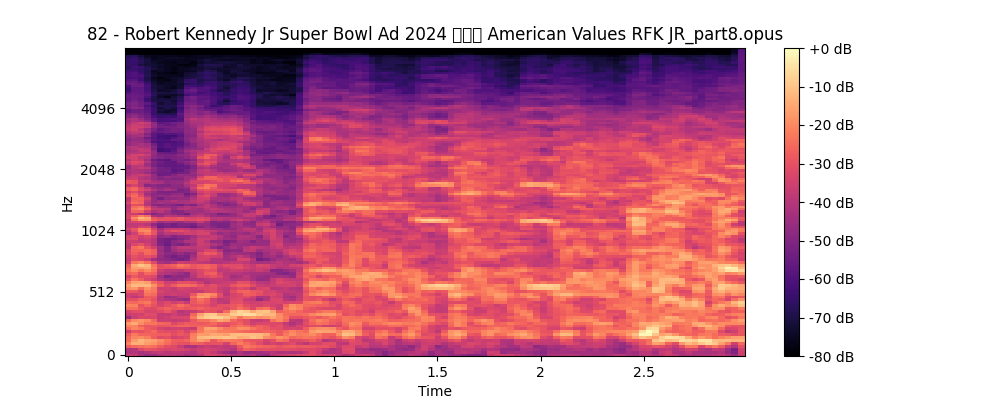 82 - Robert Kennedy Jr Super Bowl Ad 2024 American Values RFK JR_part8.opus
+0 dB
4096
-10 dB
-20 dB
2048
-30 dB
Hz
-40 dB
1024
-50 dB
-60 dB
512
-70 dB
0
-80 dB
0 0.5 1 1.5 2 2.5
Time